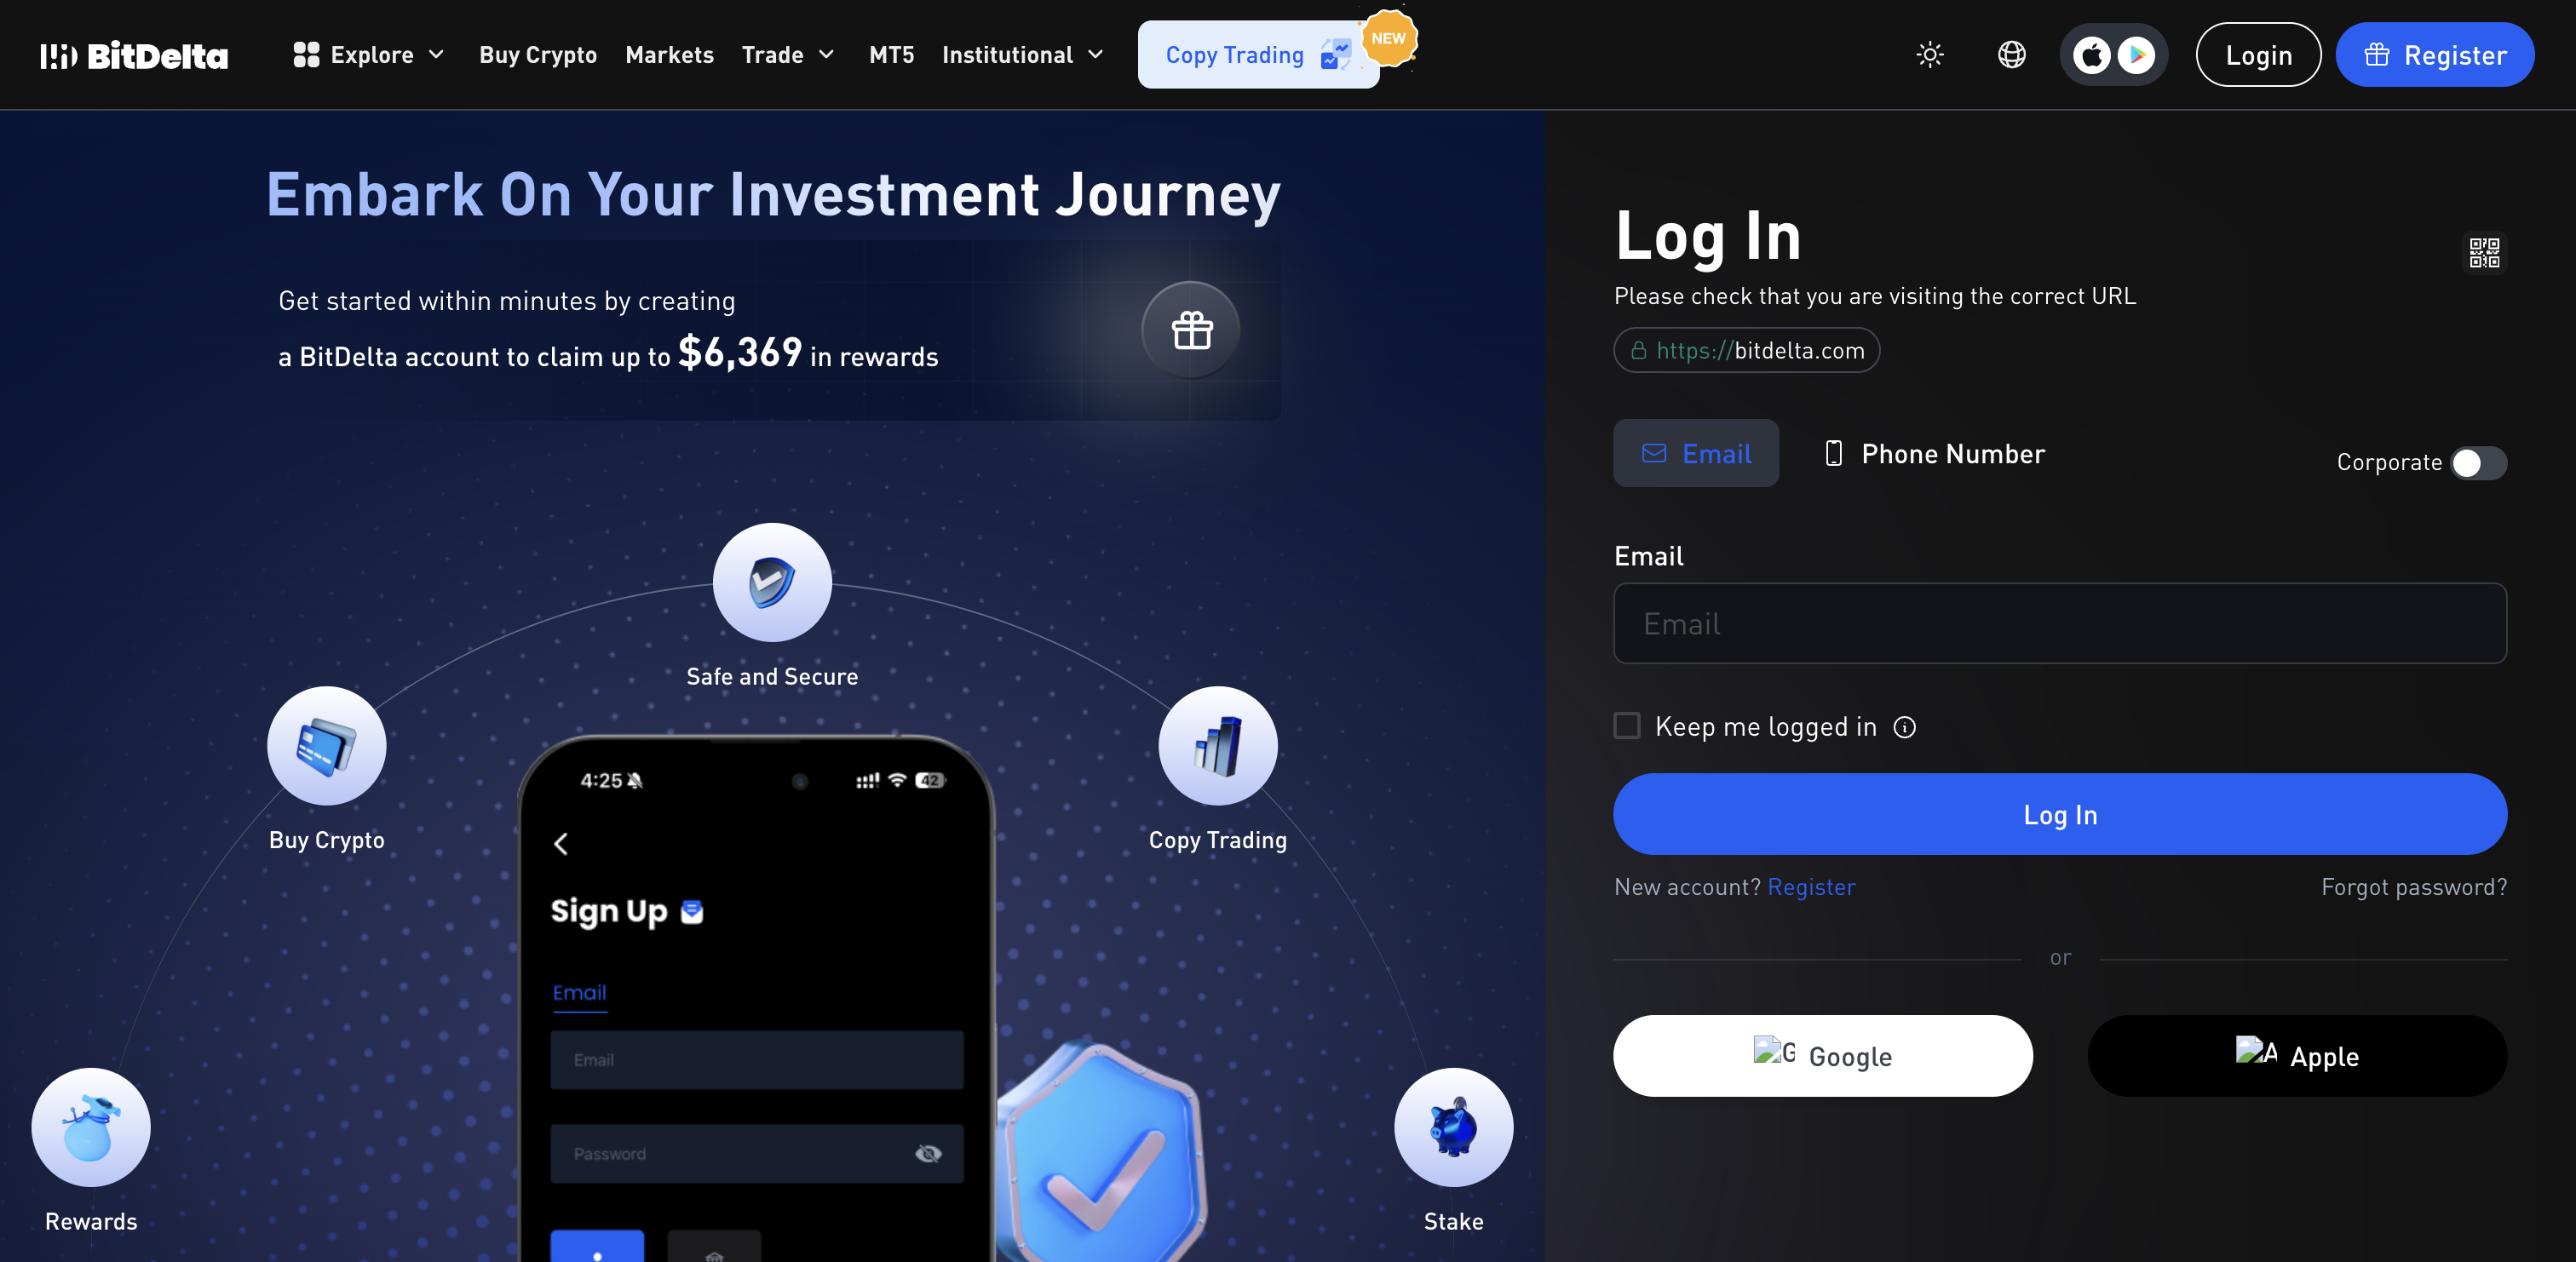 BitDelta
Explore
Buy Crypto
Markets
Trade
MT5
Institutional
Copy Trading
NEW
Login
Register
Embark On Your Investment Journey
Get started within minutes by creating
a BitDelta account to claim up to $6,369 in rewards
Safe and Secure
Buy Crypto
Copy Trading
Rewards
Stake
4:25
42
Sign Up
Email
Email
Password
Log In
Please check that you are visiting the correct URL
https://bitdelta.com
Email
Phone Number
Corporate
Email
Email
Keep me logged in
Log In
New account? Register
Forgot password?
or
G Google
A Apple